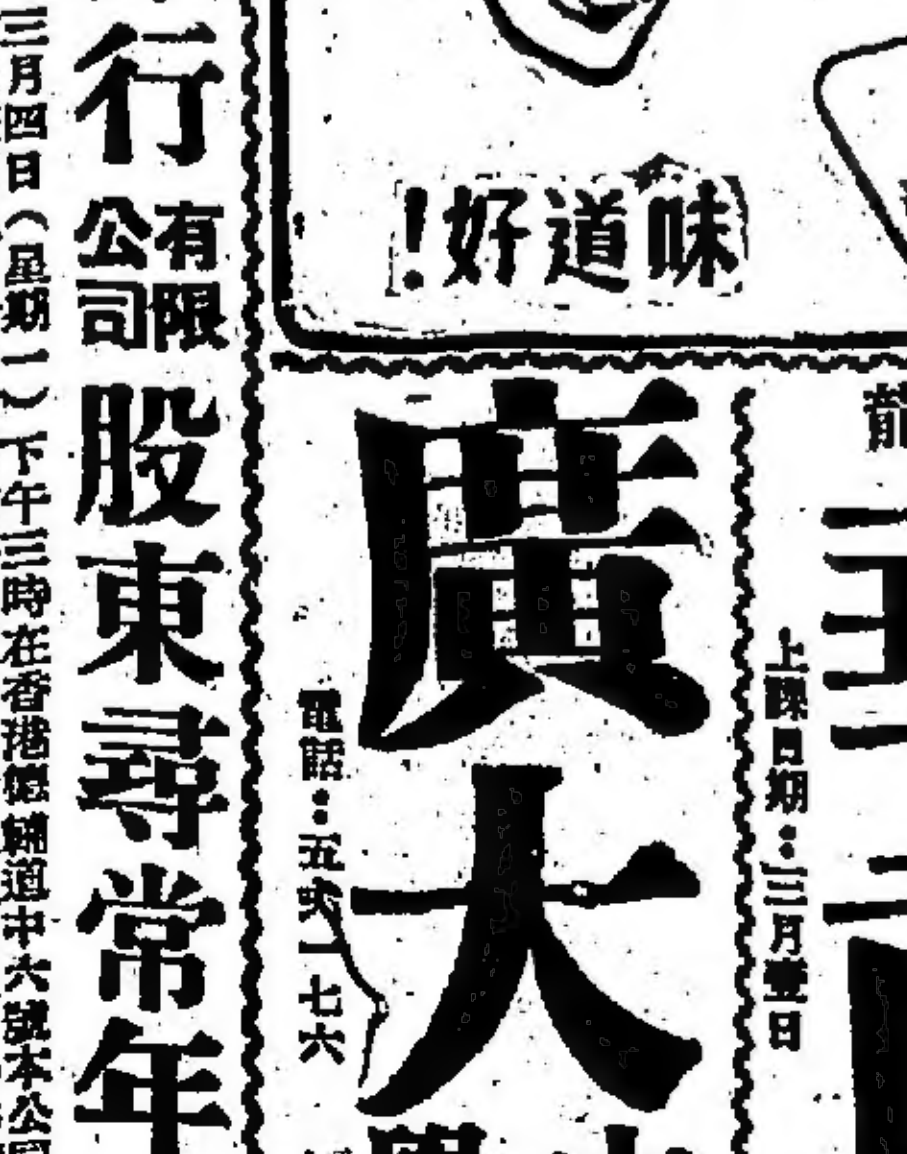 味道好!
龍
上課日期：三月壹日
廣大
電話：五
一七六
行
有限公司
股東尋常年
三月四日（星期一）下午三時在香港德輔道中六號本公司